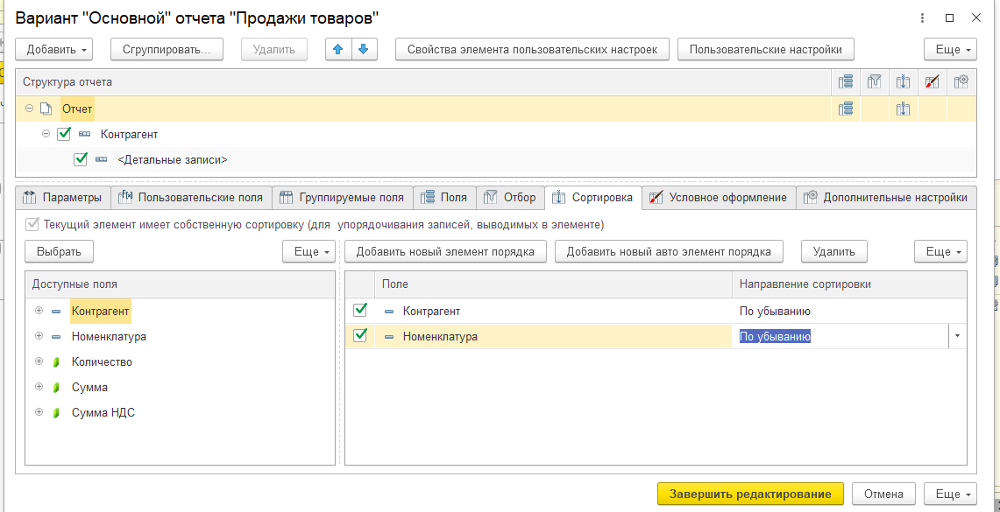 Вариант "Основной" отчета "Продажи товаров"
Добавить Сгруппировать... Удалить Свойства элемента пользовательских настроек Пользовательские настройки Еще
Структура отчета
Отчет
Контрагент
<Детальные записи>
Параметры Пользовательские поля Группируемые поля Поля Отбор Сортировка Условное оформление Дополнительные настройки
Текущий элемент имеет собственную сортировку (для упорядочивания записей, выводимых в элементе)
Выбрать Еще Добавить новый элемент порядка Добавить новый авто элемент порядка Удалить Еще
Доступные поля Поле Направление сортировки
Контрагент Контрагент По убыванию
Номенклатура Номенклатура По убыванию
Количество
Сумма
Сумма НДС
Завершить редактирование Отмена Еще